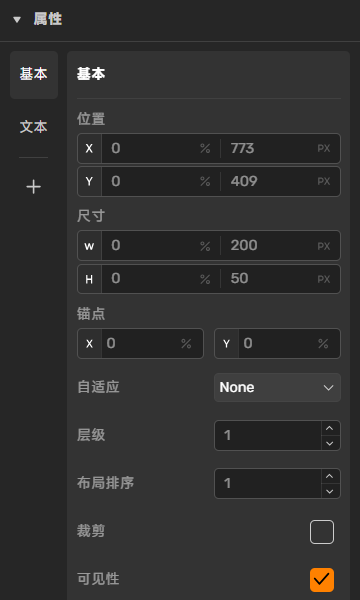 属性
基本
基本
文本
位置
X 0 % 773 PX
Y 0 % 409 PX
尺寸
W 0 % 200 PX
H 0 % 50 PX
锚点
X 0 % Y 0 %
自适应 None
层级 1
布局排序 1
裁剪
可见性